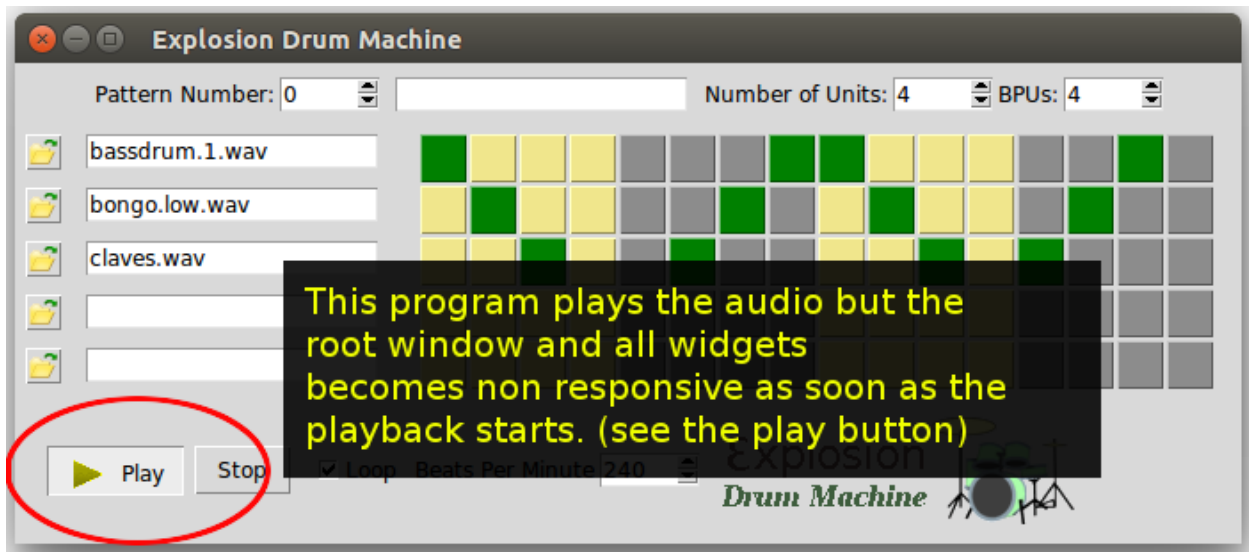 Explosion Drum Machine
Pattern Number: 0 Number of Units: 4 BPUs: 4
bassdrum.1.wav
bongo.low.wav
claves.wav
This program plays the audio but the
root window and all widgets
becomes non responsive as soon as the
playback starts. (see the play button)
Play Stop Loop Beats Per Minute 240
Explosion
Drum Machine